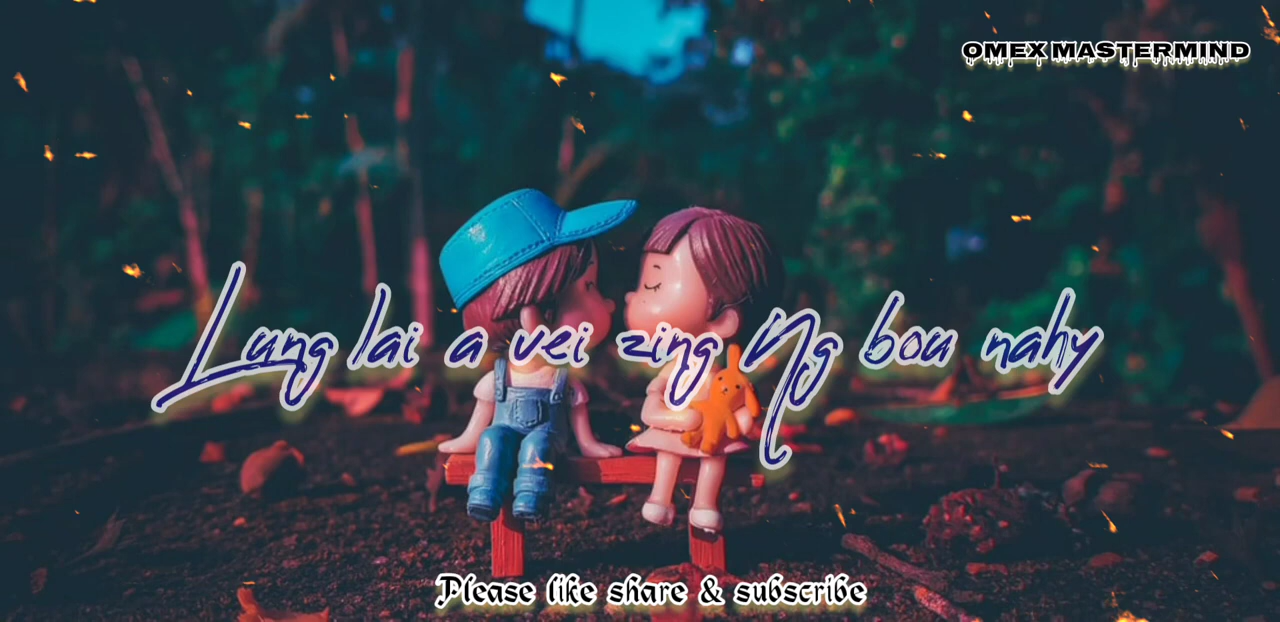 OMEX MASTERMIND
Lung lai a vei zing Ng bou nahy
Please like share & subscribe